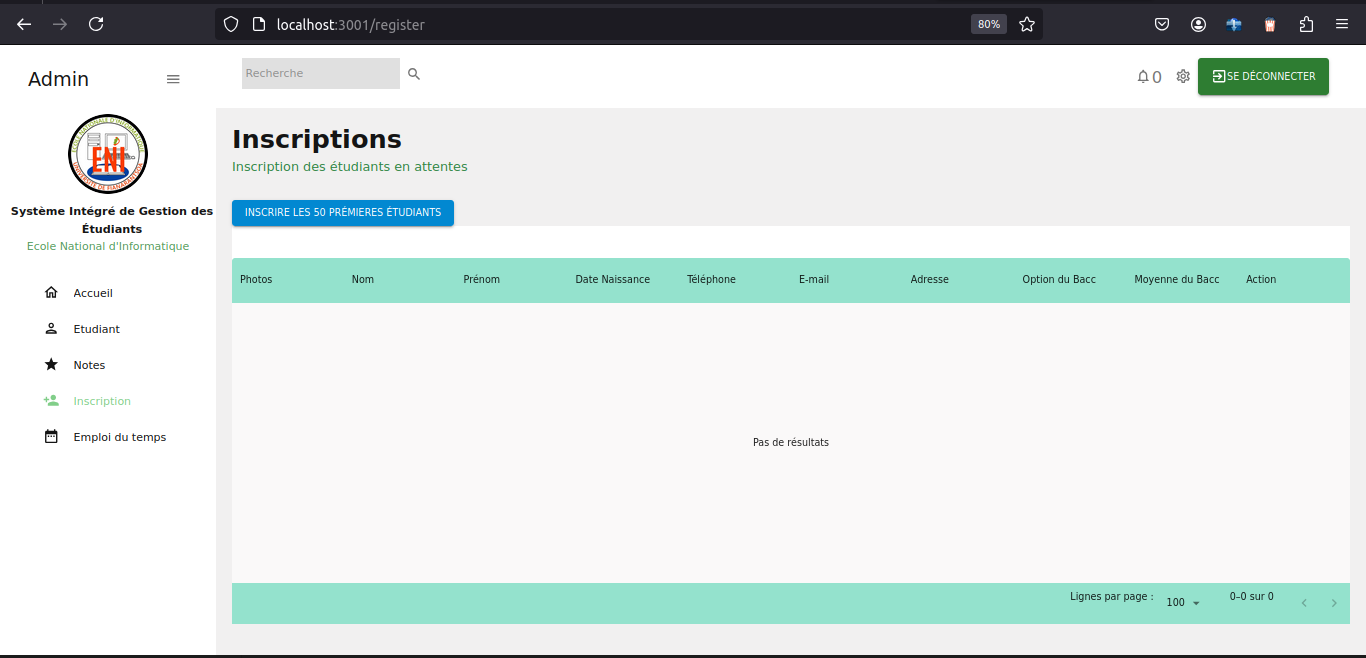 localhost:3001/register
80%
Admin
Recherche
0
SE DÉCONNECTER
ENI
Système Intégré de Gestion des
Étudiants
Ecole National d'Informatique
Accueil
Etudiant
Notes
Inscription
Emploi du temps
Inscriptions
Inscription des étudiants en attentes
INSCRIRE LES 50 PRÉMIERES ÉTUDIANTS
Photos Nom Prénom Date Naissance Téléphone E-mail Adresse Option du Bacc Moyenne du Bacc Action
Pas de résultats
Lignes par page : 100 0–0 sur 0